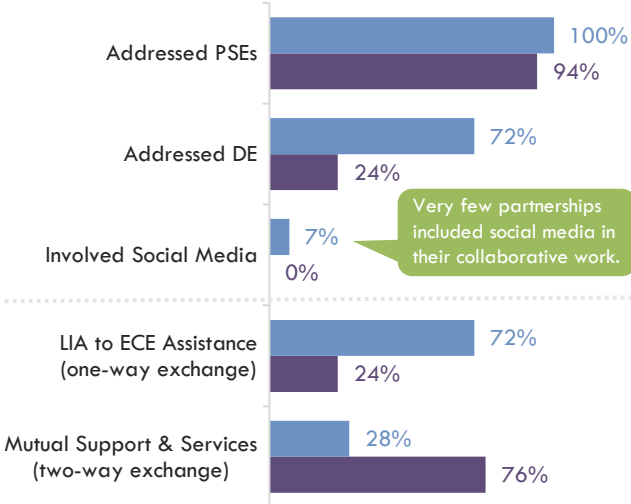 Addressed PSEs
100%
94%
Addressed DE
72%
24%
Involved Social Media
7%
0%
Very few partnerships
included social media in
their collaborative work.
LIA to ECE Assistance
(one-way exchange)
72%
24%
Mutual Support & Services
(two-way exchange)
28%
76%